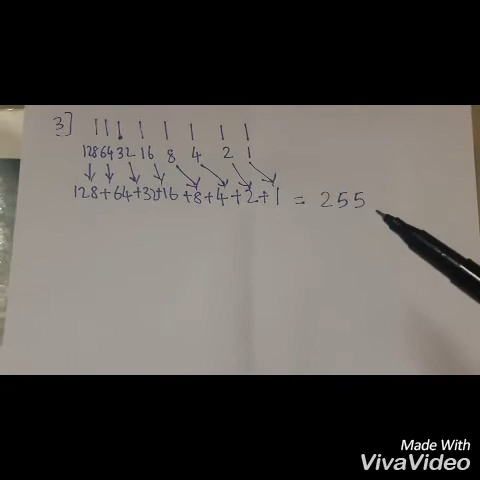 3] 1 1 1 1 1 1 1 1
128 64 32 16 8 4 2 1
128+64+32+16+8+4+2+1 = 255
Made With
VivaVideo